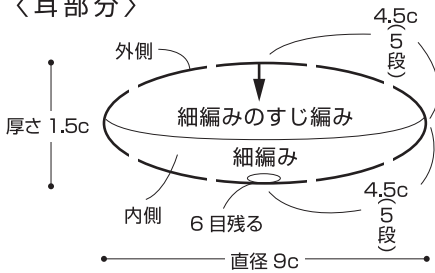 〈耳部分〉
4.5c
(5段)
外側
厚さ 1.5c
細編みのすじ編み
細編み
内側
6目残る
4.5c
(5段)
直径 9c